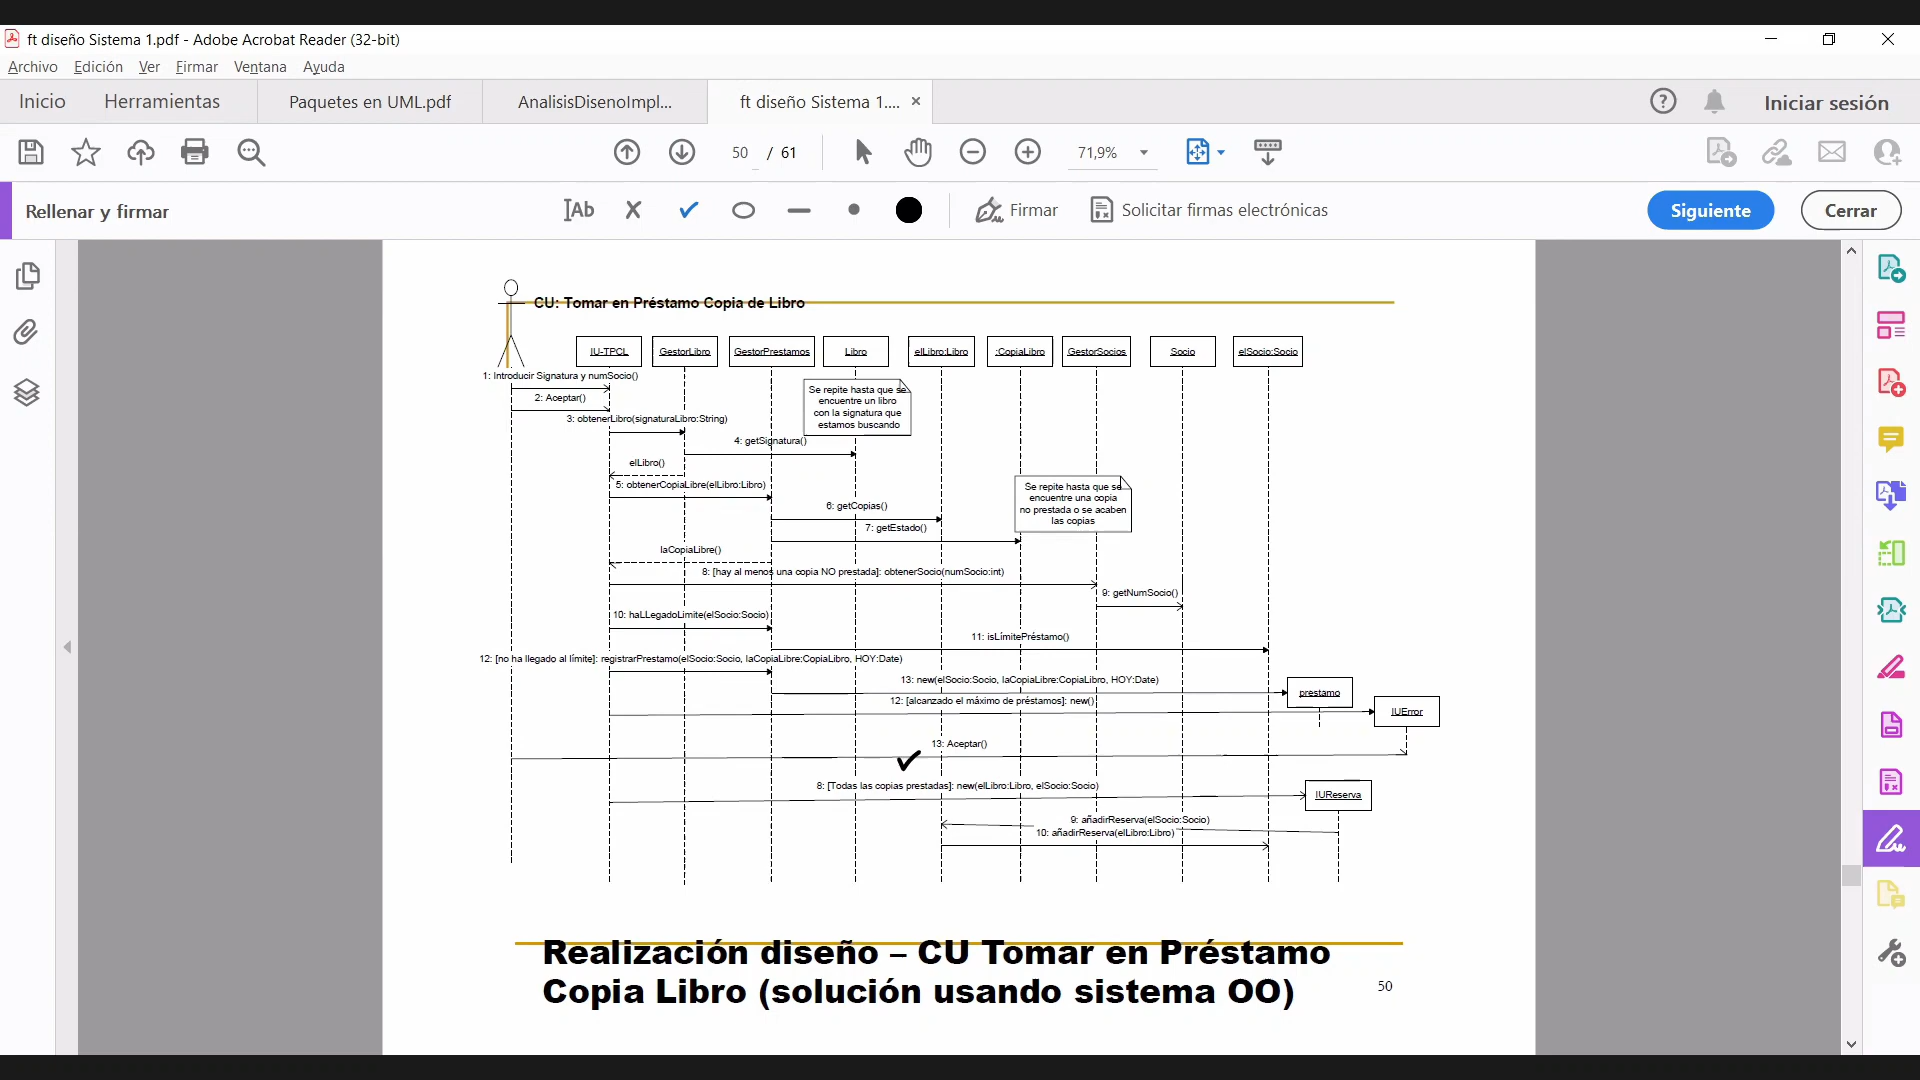 ft diseño Sistema 1.pdf - Adobe Acrobat Reader (32-bit)
Archivo Edición Ver Firmar Ventana Ayuda
Inicio Herramientas Paquetes en UML.pdf AnalisisDisenoImpl... ft diseño Sistema 1.... Iniciar sesión
50 / 61 71,9%
Rellenar y firmar Firmar Solicitar firmas electrónicas Siguiente Cerrar
CU: Tomar en Préstamo Copia de Libro
IU-TPCL GestorLibro GestorPrestamos Libro elLibro:Libro :CopiaLibro GestorSocios Socio elSocio:Socio
1: Introducir Signatura y numSocio()
2: Aceptar()
Se repite hasta que se
encuentre un libro
con la signatura que
estamos buscando
3: obtenerLibro(signaturaLibro:String)
4: getSignatura()
elLibro()
5: obtenerCopiaLibre(elLibro:Libro)
Se repite hasta que se
encuentre una copia
no prestada o se acaben
las copias
6: getCopias()
7: getEstado()
laCopiaLibre()
8: [hay al menos una copia NO prestada]: obtenerSocio(numSocio:int)
9: getNumSocio()
10: haLLegadoLimite(elSocio:Socio)
11: isLímitePréstamo()
12: [no ha llegado al límite]: registrarPrestamo(elSocio:Socio, laCopiaLibre:CopiaLibro, HOY:Date)
13: new(elSocio:Socio, laCopiaLibre:CopiaLibro, HOY:Date)
prestamo
12: [alcanzado el máximo de préstamos]: new()
IUError
13: Aceptar()
8: [Todas las copias prestadas]: new(elLibro:Libro, elSocio:Socio)
IUReserva
9: añadirReserva(elSocio:Socio)
10: añadirReserva(elLibro:Libro)
Realización diseño – CU Tomar en Préstamo
Copia Libro (solución usando sistema OO)
50